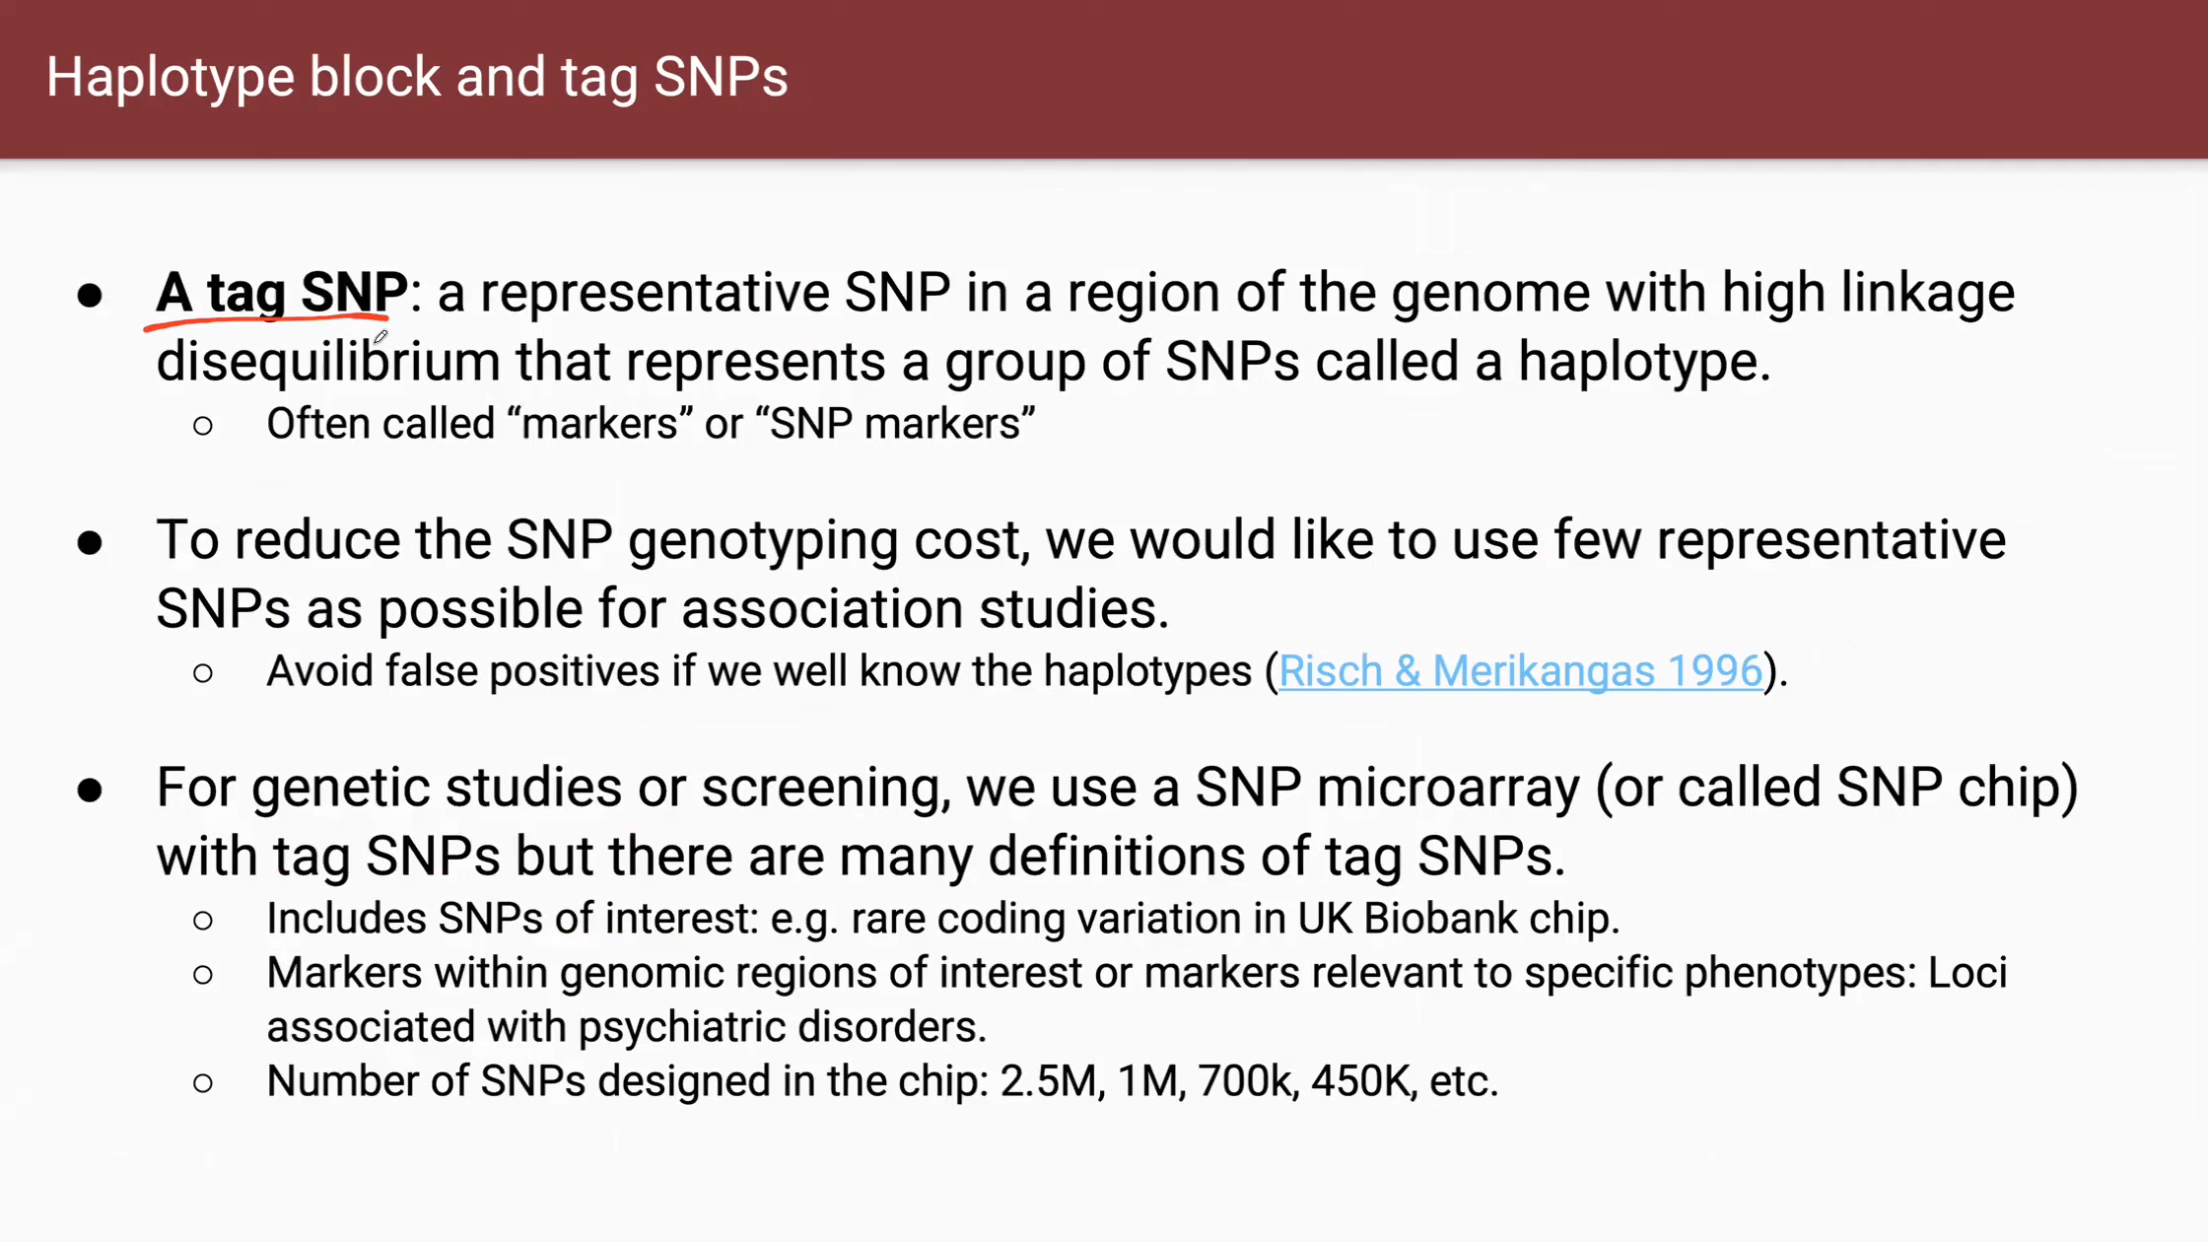 Haplotype block and tag SNPs
● A tag SNP: a representative SNP in a region of the genome with high linkage
disequilibrium that represents a group of SNPs called a haplotype.
○ Often called “markers” or “SNP markers”
● To reduce the SNP genotyping cost, we would like to use few representative
SNPs as possible for association studies.
○ Avoid false positives if we well know the haplotypes (Risch & Merikangas 1996).
● For genetic studies or screening, we use a SNP microarray (or called SNP chip)
with tag SNPs but there are many definitions of tag SNPs.
○ Includes SNPs of interest: e.g. rare coding variation in UK Biobank chip.
○ Markers within genomic regions of interest or markers relevant to specific phenotypes: Loci
associated with psychiatric disorders.
○ Number of SNPs designed in the chip: 2.5M, 1M, 700k, 450K, etc.